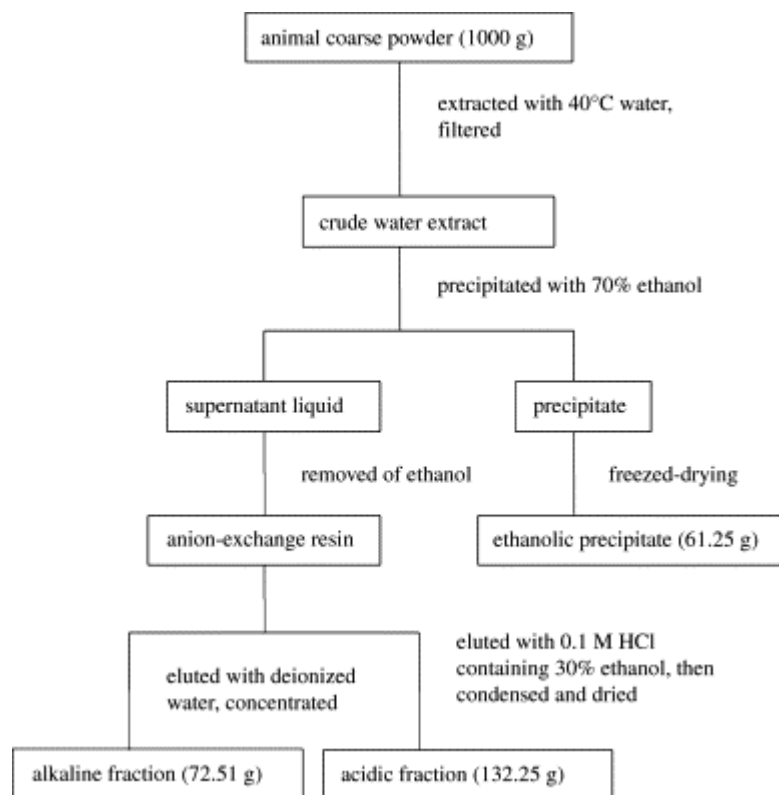 animal coarse powder (1000 g)
extracted with 40°C water,
filtered
crude water extract
precipitated with 70% ethanol
supernatant liquid
precipitate
removed of ethanol
freezed-drying
anion-exchange resin
ethanolic precipitate (61.25 g)
eluted with deionized
water, concentrated
eluted with 0.1 M HCl
containing 30% ethanol, then
condensed and dried
alkaline fraction (72.51 g)
acidic fraction (132.25 g)